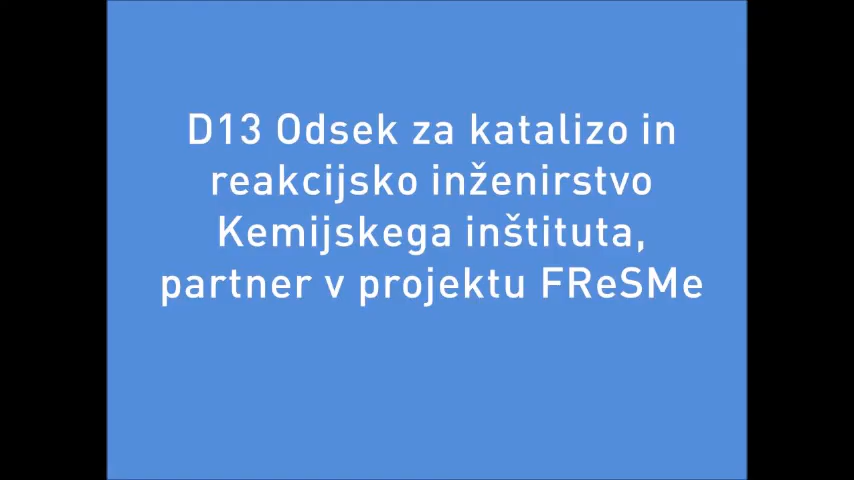 D13 Odsek za katalizo in
reakcijsko inženirstvo
Kemijskega inštituta,
partner v projektu FReSMe